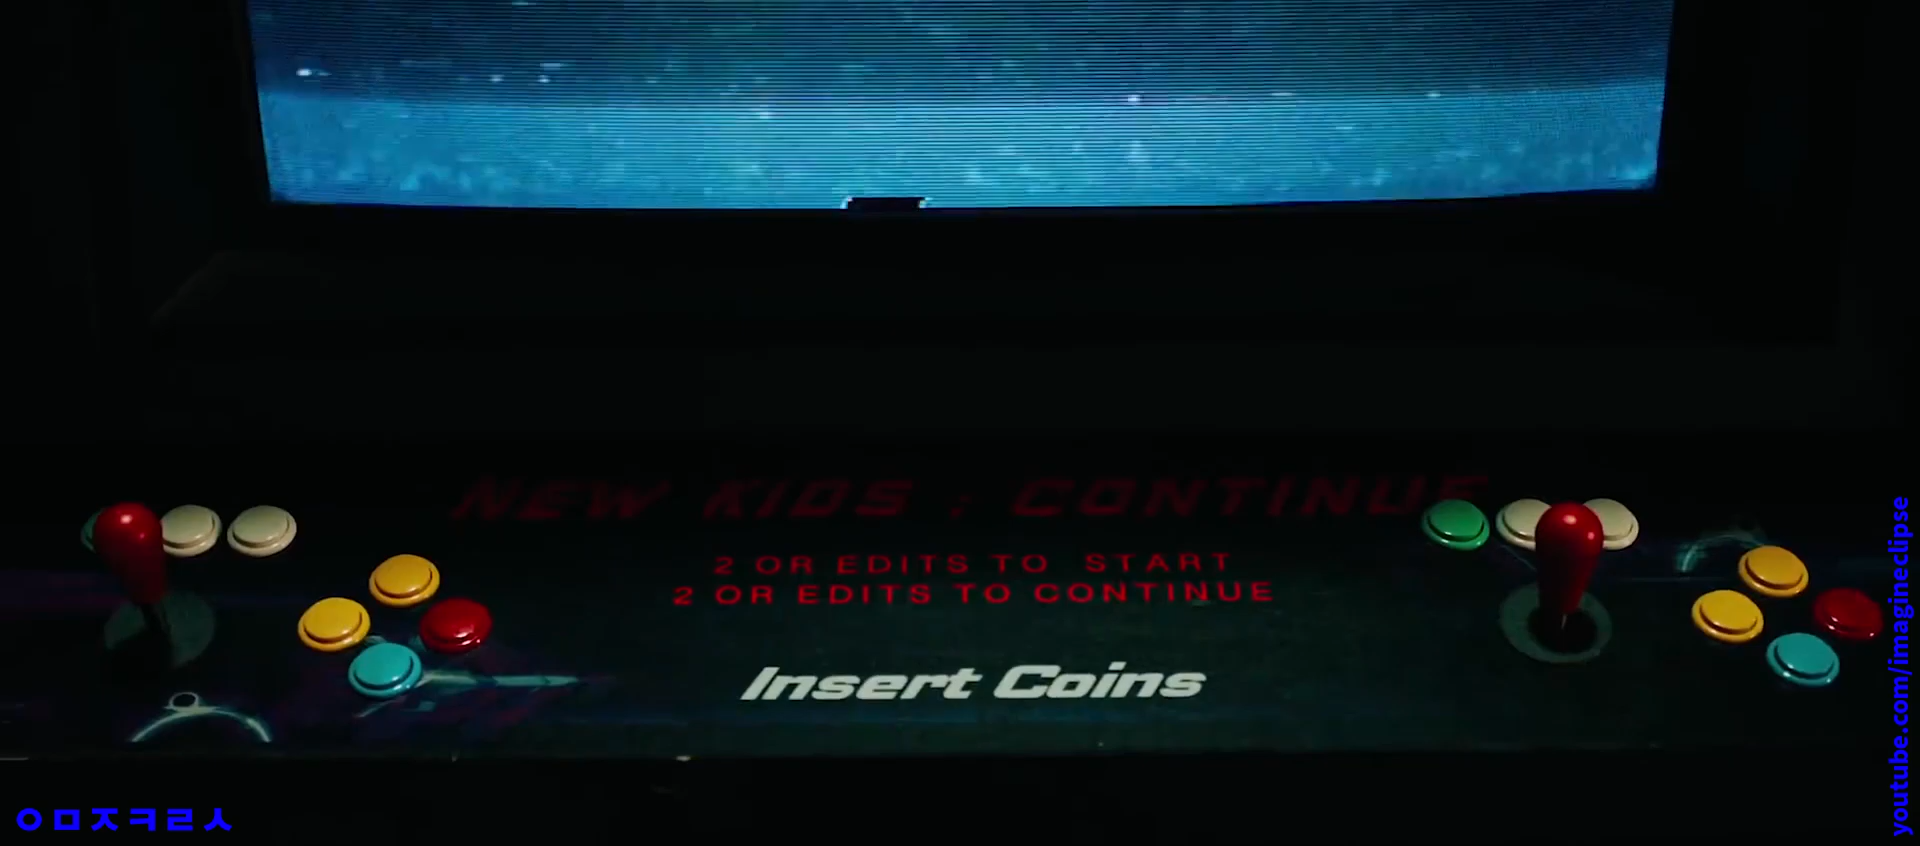 NEW KIDS : CONTINUE
2 OR EDITS TO START
2 OR EDITS TO CONTINUE
Insert Coins
ㅇㅁㅈㅋㄹㅅ
youtube.com/imagineclipse